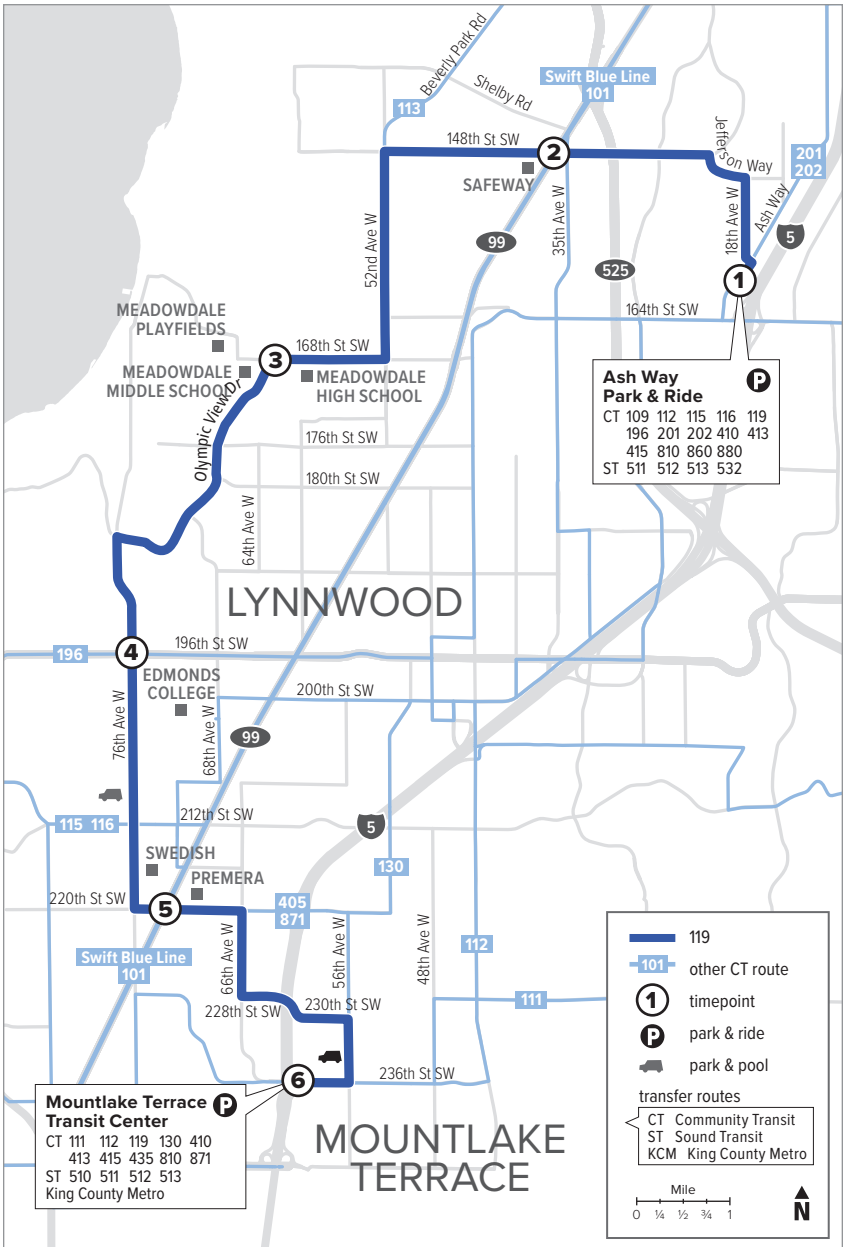 Beverly Park Rd
Shelby Rd
Swift Blue Line
101
113
148th St SW
2
SAFEWAY
Jefferson Way
201
202
18th Ave W
Ash Way
5
52nd Ave W
99
35th Ave W
525
1
164th St SW
MEADOWDALE
PLAYFIELDS
3
168th St SW
MEADOWDALE
MIDDLE SCHOOL
MEADOWDALE
HIGH SCHOOL
Olympic View Dr
Ash Way
Park & Ride
P
CT 109 112 115 116 119
196 201 202 410 413
415 810 860 880
ST 511 512 513 532
176th St SW
180th St SW
64th Ave W
LYNNWOOD
196
4
196th St SW
EDMONDS
COLLEGE
200th St SW
76th Ave W
68th Ave W
99
212th St SW
115 116
5
SWEDISH
PREMERA
130
220th St SW
5
405
871
Swift Blue Line
101
66th Ave W
56th Ave W
48th Ave W
112
228th St SW
230th St SW
111
6
236th St SW
Mountlake Terrace
Transit Center
P
CT 111 112 119 130 410
413 415 435 810 871
ST 510 511 512 513
King County Metro
MOUNTLAKE
TERRACE
119
101 other CT route
1 timepoint
P park & ride
park & pool
transfer routes
CT Community Transit
ST Sound Transit
KCM King County Metro
Mile
0 ¼ ½ ¾ 1
N